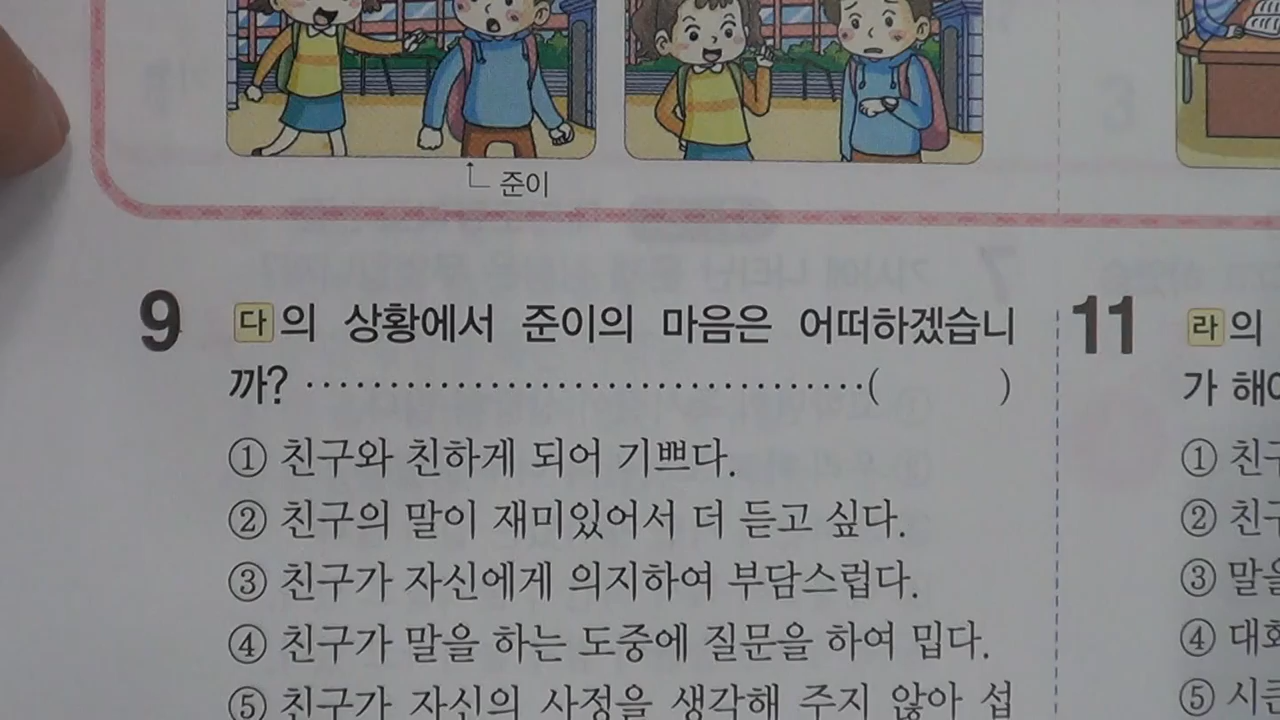 준이
9 다의 상황에서 준이의 마음은 어떠하겠습니
까? ( )
① 친구와 친하게 되어 기쁘다.
② 친구의 말이 재미있어서 더 듣고 싶다.
③ 친구가 자신에게 의지하여 부담스럽다.
④ 친구가 말을 하는 도중에 질문을 하여 밉다.
⑤ 친구가 자신의 사정을 생각해 주지 않아 섭
11 라의
가
①
②
③ 말을
④
⑤